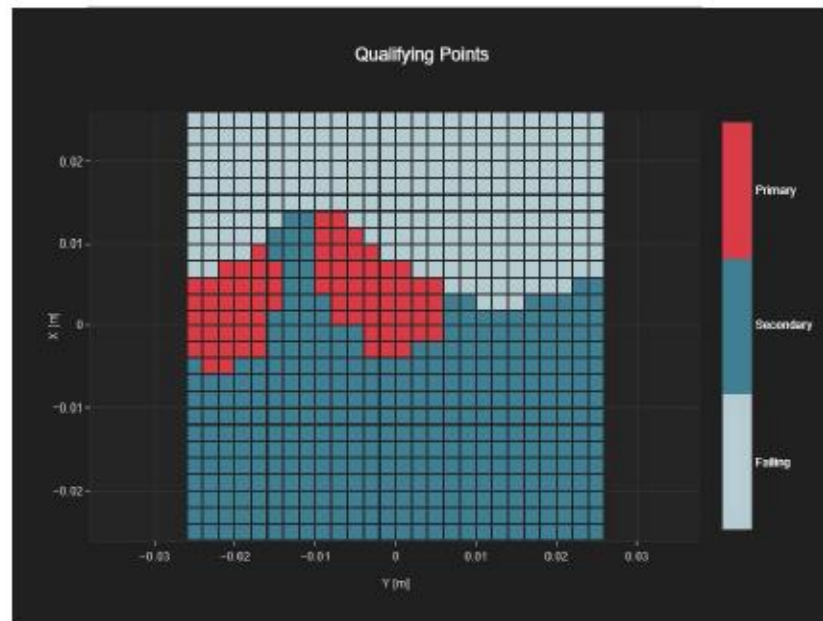 Qualifying Points
0.02
0.01
0
−0.01
−0.02
X [m]
−0.03
−0.02
−0.01
0
0.01
0.02
0.03
Y [m]
Primary
Secondary
Failing